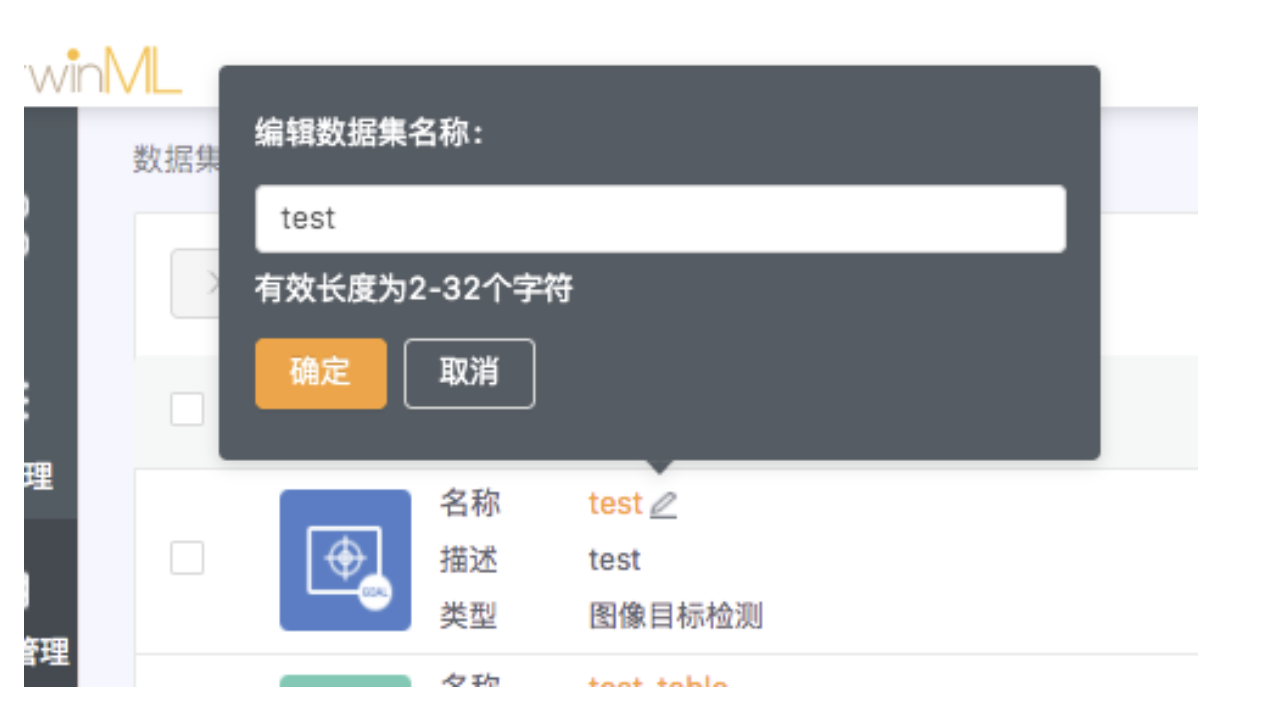 winML
编辑数据集名称：
数据集
test
有效长度为2-32个字符
确定 取消
理
名称 test
描述 test
GOAL
类型 图像目标检测
管理
名称 test_table